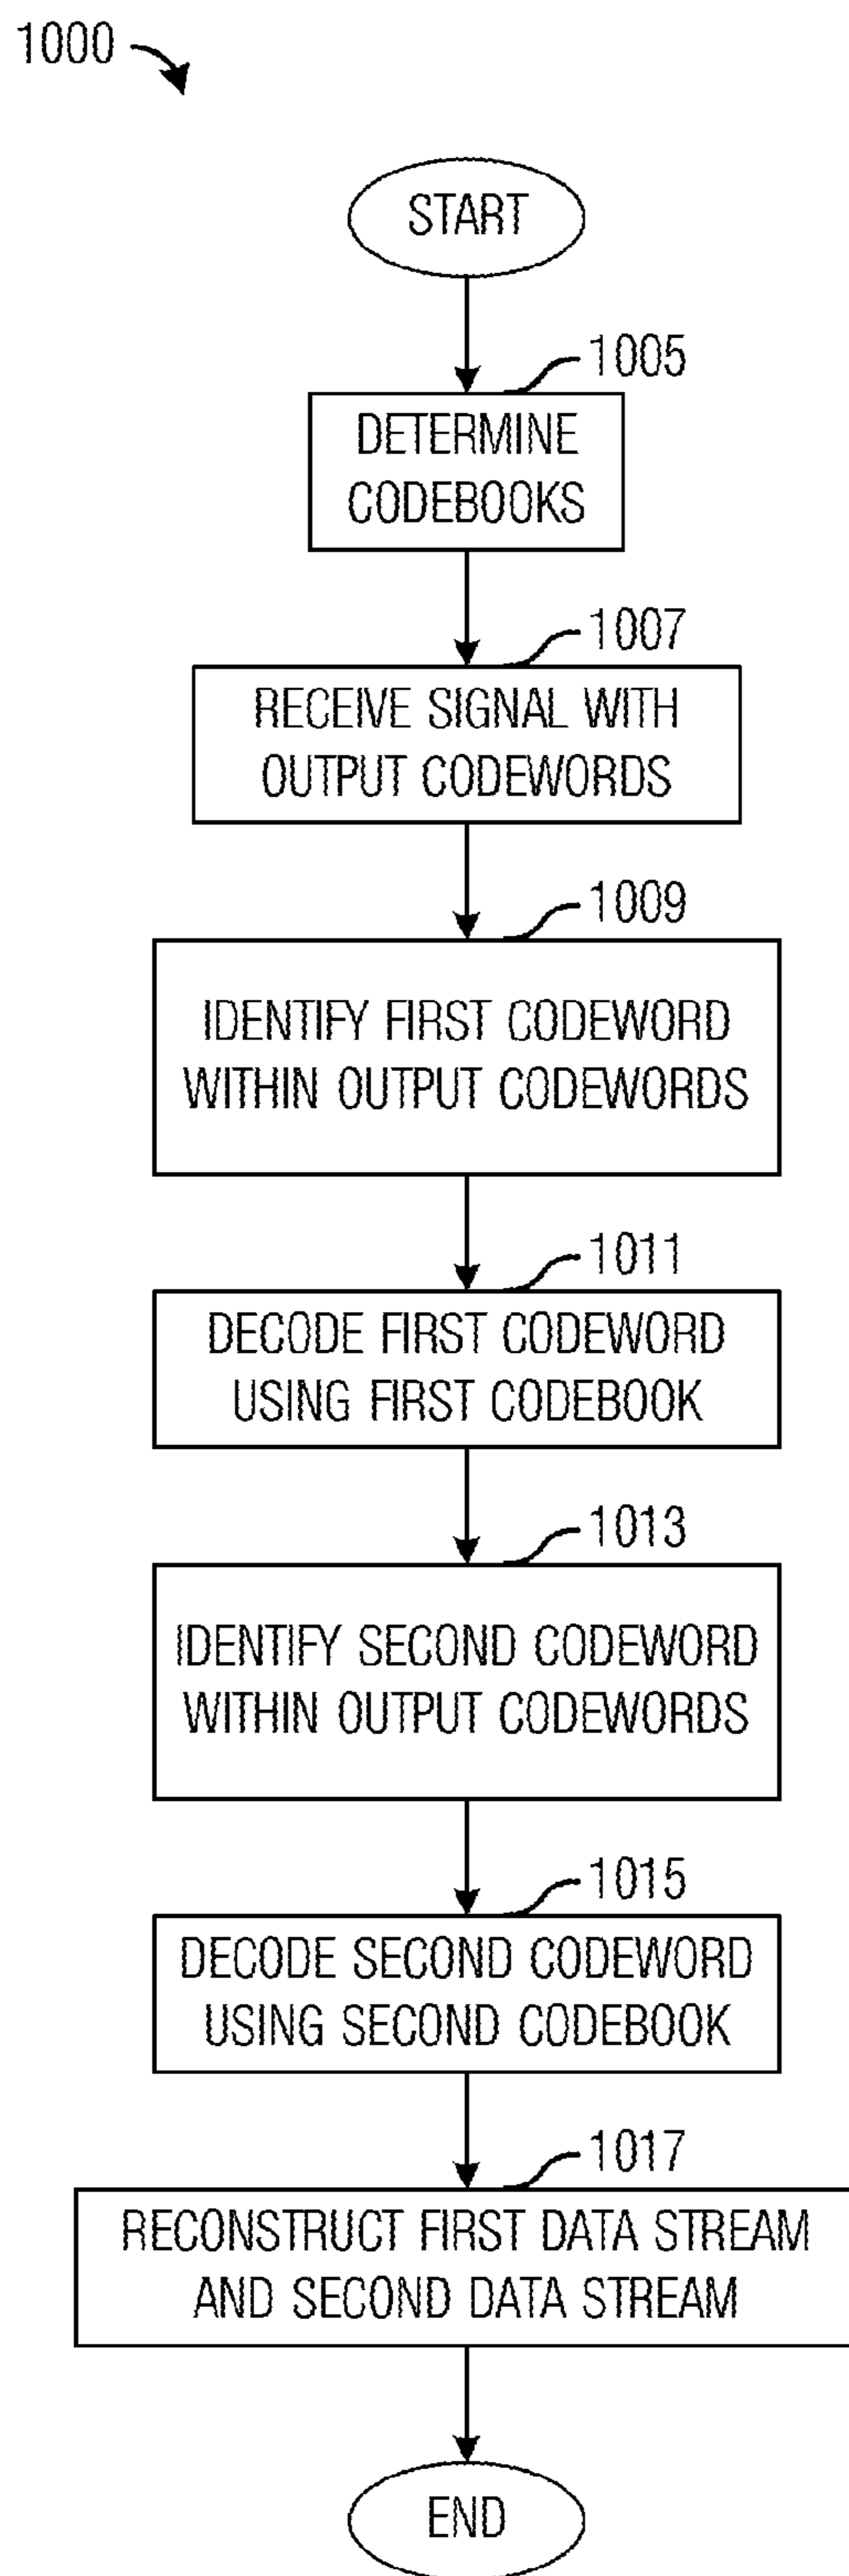 1000
START
1005
DETERMINE
CODEBOOKS
1007
RECEIVE SIGNAL WITH
OUTPUT CODEWORDS
1009
IDENTIFY FIRST CODEWORD
WITHIN OUTPUT CODEWORDS
1011
DECODE FIRST CODEWORD
USING FIRST CODEBOOK
1013
IDENTIFY SECOND CODEWORD
WITHIN OUTPUT CODEWORDS
1015
DECODE SECOND CODEWORD
USING SECOND CODEBOOK
1017
RECONSTRUCT FIRST DATA STREAM
AND SECOND DATA STREAM
END